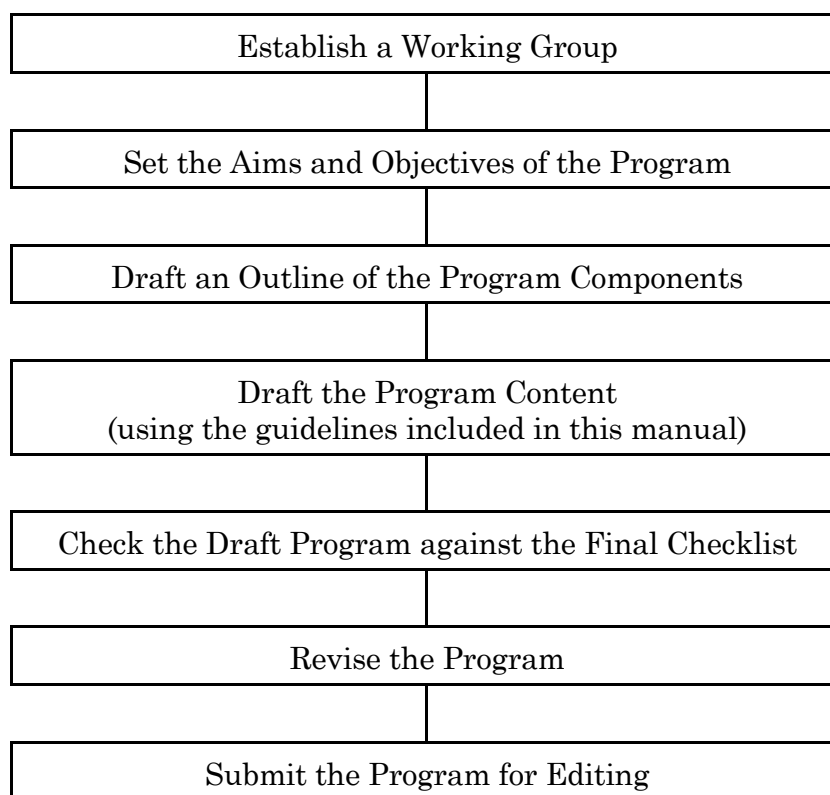 Establish a Working Group
Set the Aims and Objectives of the Program
Draft an Outline of the Program Components
Draft the Program Content
(using the guidelines included in this manual)
Check the Draft Program against the Final Checklist
Revise the Program
Submit the Program for Editing